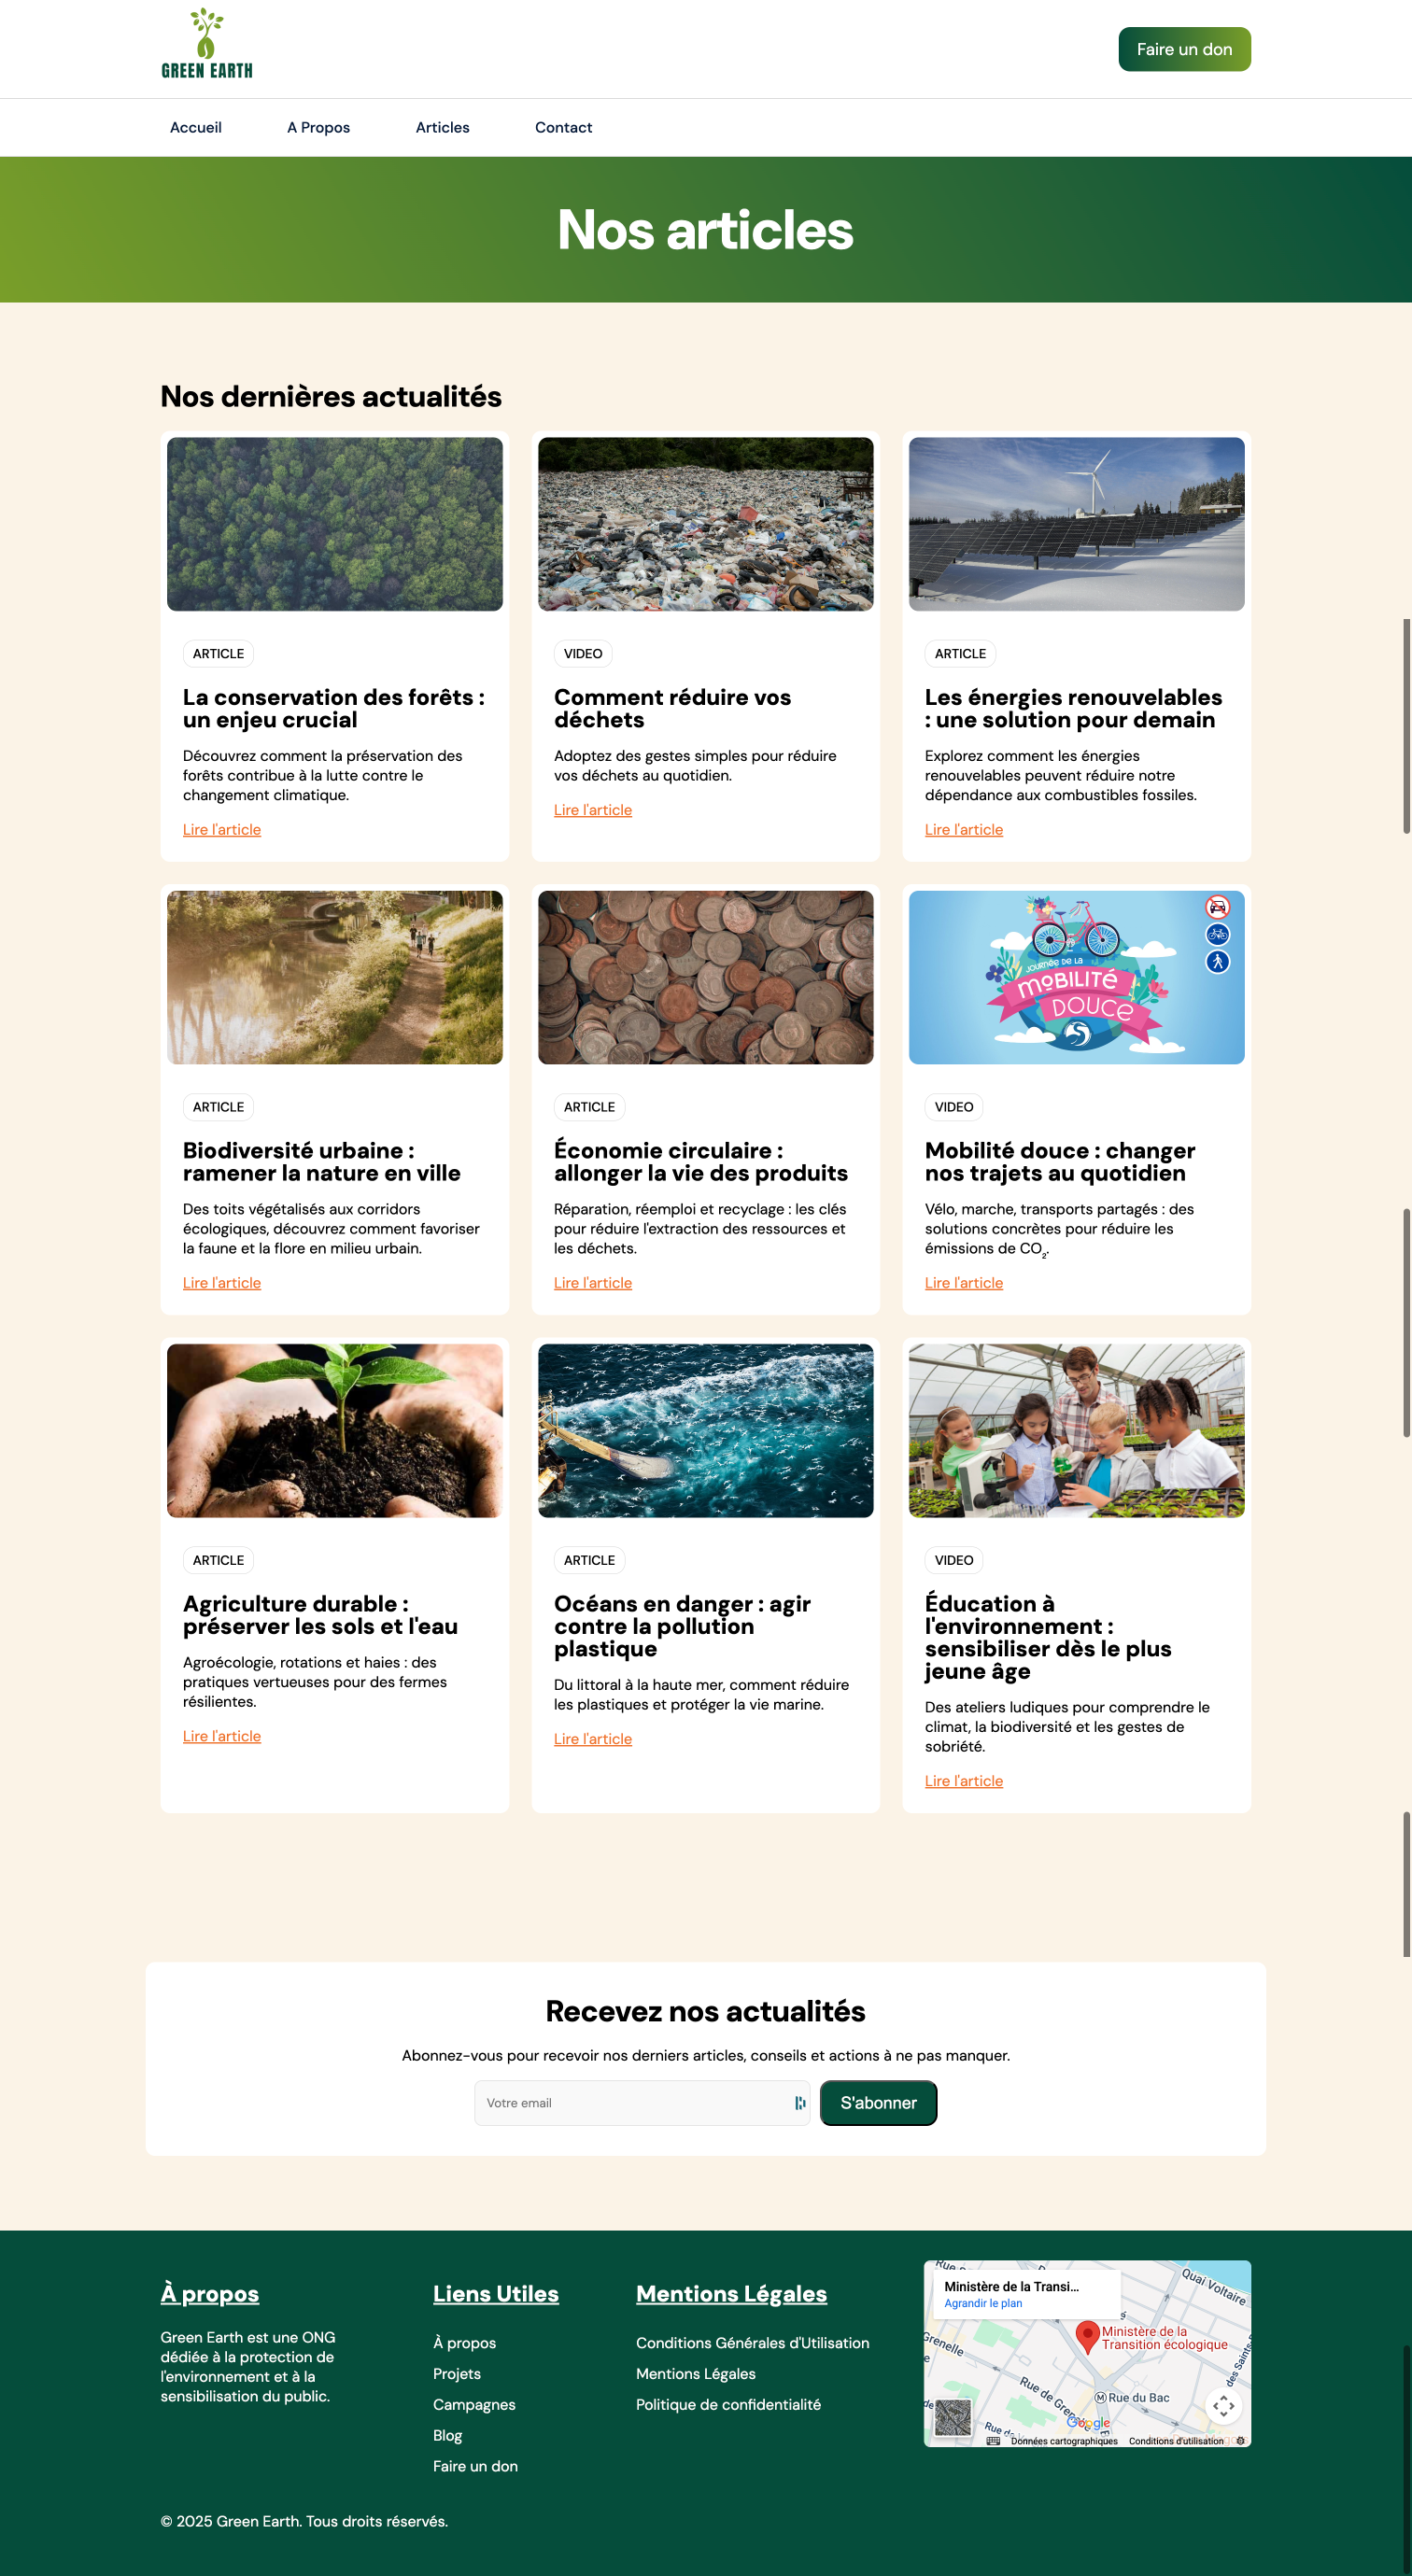 GREEN EARTH
Faire un don
Accueil
A Propos
Articles
Contact
Nos articles
Nos dernières actualités
ARTICLE
La conservation des forêts :
un enjeu crucial
Découvrez comment la préservation des
forêts contribue à la lutte contre le
changement climatique.
Lire l'article
VIDEO
Comment réduire vos
déchets
Adoptez des gestes simples pour réduire
vos déchets au quotidien.
Lire l'article
ARTICLE
Les énergies renouvelables
: une solution pour demain
Explorez comment les énergies
renouvelables peuvent réduire notre
dépendance aux combustibles fossiles.
Lire l'article
ARTICLE
Biodiversité urbaine :
ramener la nature en ville
Des toits végétalisés aux corridors
écologiques, découvrez comment favoriser
la faune et la flore en milieu urbain.
Lire l'article
ARTICLE
Économie circulaire :
allonger la vie des produits
Réparation, réemploi et recyclage : les clés
pour réduire l'extraction des ressources et
les déchets.
Lire l'article
JOURNÉE DE LA
MOBILITÉ
DOUCE
VIDEO
Mobilité douce : changer
nos trajets au quotidien
Vélo, marche, transports partagés : des
solutions concrètes pour réduire les
émissions de CO₂.
Lire l'article
ARTICLE
Agriculture durable :
préserver les sols et l'eau
Agroécologie, rotations et haies : des
pratiques vertueuses pour des fermes
résilientes.
Lire l'article
ARTICLE
Océans en danger : agir
contre la pollution
plastique
Du littoral à la haute mer, comment réduire
les plastiques et protéger la vie marine.
Lire l'article
VIDEO
Éducation à
l'environnement :
sensibiliser dès le plus
jeune âge
Des ateliers ludiques pour comprendre le
climat, la biodiversité et les gestes de
sobriété.
Lire l'article
Recevez nos actualités
Abonnez-vous pour recevoir nos derniers articles, conseils et actions à ne pas manquer.
Votre email
S'abonner
À propos
Green Earth est une ONG
dédiée à la protection de
l'environnement et à la
sensibilisation du public.
Liens Utiles
À propos
Projets
Campagnes
Blog
Faire un don
Mentions Légales
Conditions Générales d'Utilisation
Mentions Légales
Politique de confidentialité
Ministère de la Transi...
Agrandir le plan
Quai Voltaire
Grenelle
Ministère de la
Transition écologique
des Saints
Rue du Bac
Rue de Gre
Rue de
Google
Données cartographiques
Conditions d'utilisation
© 2025 Green Earth. Tous droits réservés.